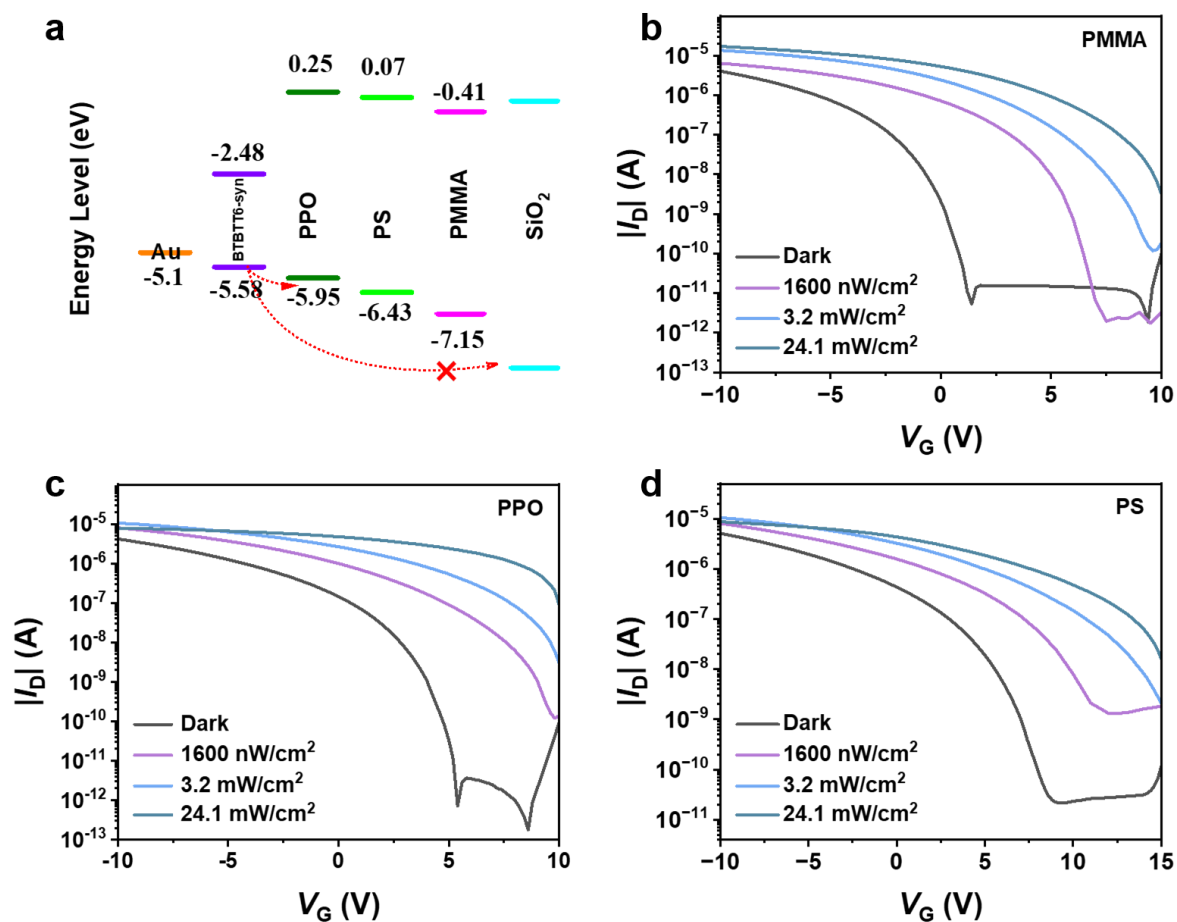 a
Energy Level (eV)
0.25
0.07
-0.41
-2.48
BTBTT6-syn
PPO
PS
PMMA
SiO₂
Au
-5.1
-5.58
-5.95
-6.43
-7.15
b
PMMA
|I_D| (A)
10⁻⁵
10⁻⁶
10⁻⁷
10⁻⁸
10⁻⁹
10⁻¹⁰
10⁻¹¹
10⁻¹²
10⁻¹³
Dark
1600 nW/cm²
3.2 mW/cm²
24.1 mW/cm²
−10 −5 0 5 10
V_G (V)
c
PPO
|I_D| (A)
10⁻⁵
10⁻⁶
10⁻⁷
10⁻⁸
10⁻⁹
10⁻¹⁰
10⁻¹¹
10⁻¹²
10⁻¹³
Dark
1600 nW/cm²
3.2 mW/cm²
24.1 mW/cm²
-10 -5 0 5 10
V_G (V)
d
PS
|I_D| (A)
10⁻⁵
10⁻⁶
10⁻⁷
10⁻⁸
10⁻⁹
10⁻¹⁰
10⁻¹¹
Dark
1600 nW/cm²
3.2 mW/cm²
24.1 mW/cm²
−10 −5 0 5 10 15
V_G (V)